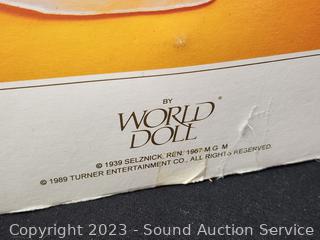 BY
WORLD®
DOLL
© 1939 SELZNICK, REN. 1967 M G M
© 1989 TURNER ENTERTAINMENT CO., ALL RIGHTS RESERVED.
Copyright 2023 - Sound Auction Service